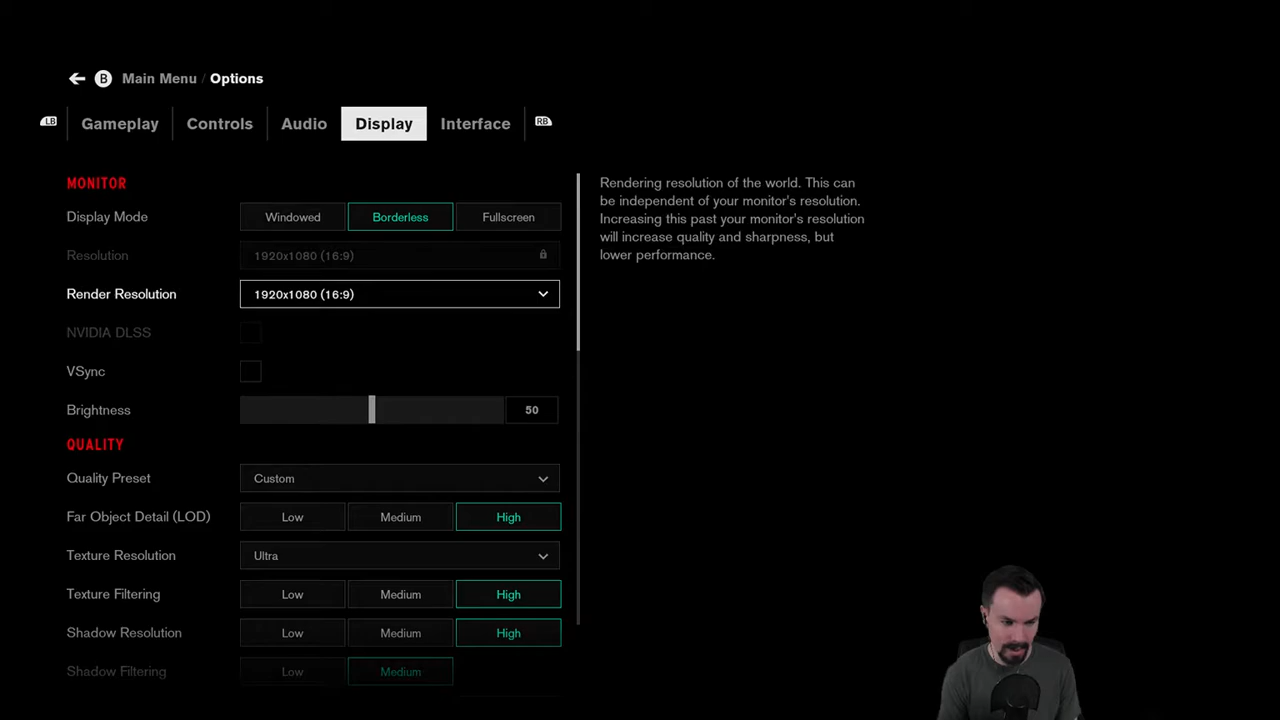 B Main Menu / Options
LB Gameplay Controls Audio Display Interface RB
MONITOR
Display Mode Windowed Borderless Fullscreen
Resolution 1920x1080 (16:9)
Render Resolution 1920x1080 (16:9)
NVIDIA DLSS
VSync
Brightness 50
QUALITY
Quality Preset Custom
Far Object Detail (LOD) Low Medium High
Texture Resolution Ultra
Texture Filtering Low Medium High
Shadow Resolution Low Medium High
Shadow Filtering Low Medium
Rendering resolution of the world. This can
be independent of your monitor's resolution.
Increasing this past your monitor's resolution
will increase quality and sharpness, but
lower performance.